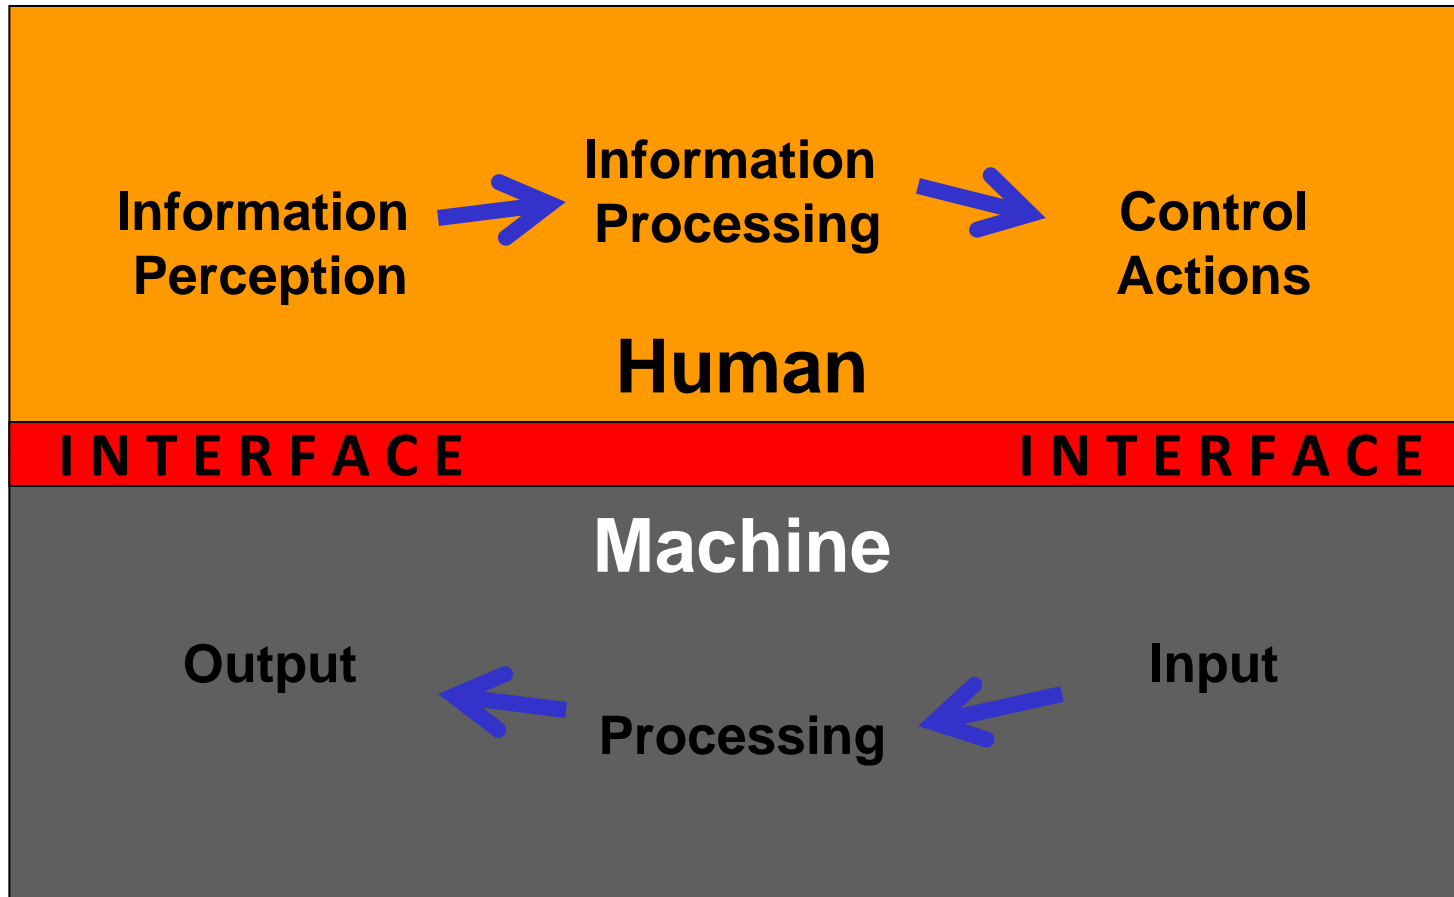 Information
Perception
Information
Processing
Control
Actions
Human
INTERFACE INTERFACE
Machine
Output
Processing
Input